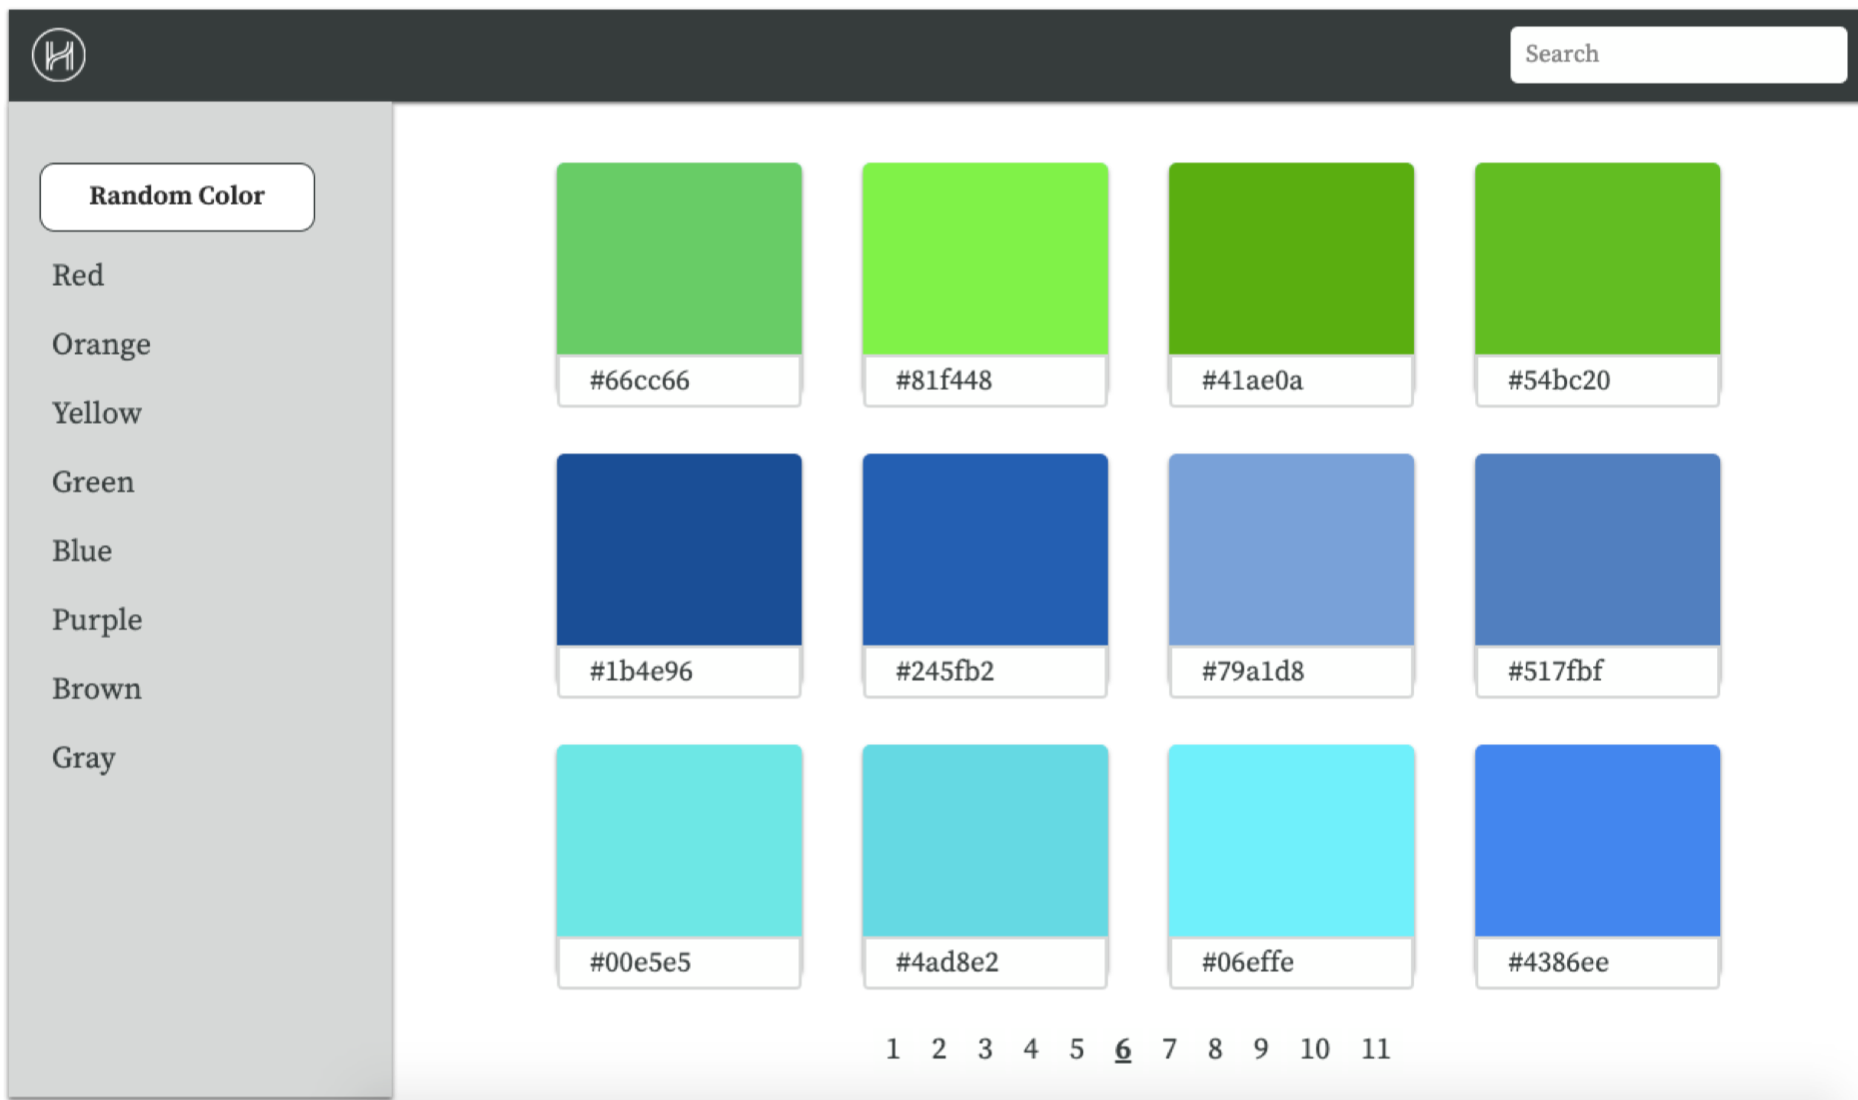 Search
Random Color
Red
Orange
Yellow
Green
Blue
Purple
Brown
Gray
#66cc66
#81f448
#41ae0a
#54bc20
#1b4e96
#245fb2
#79a1d8
#517fbf
#00e5e5
#4ad8e2
#06effe
#4386ee
1 2 3 4 5 6 7 8 9 10 11